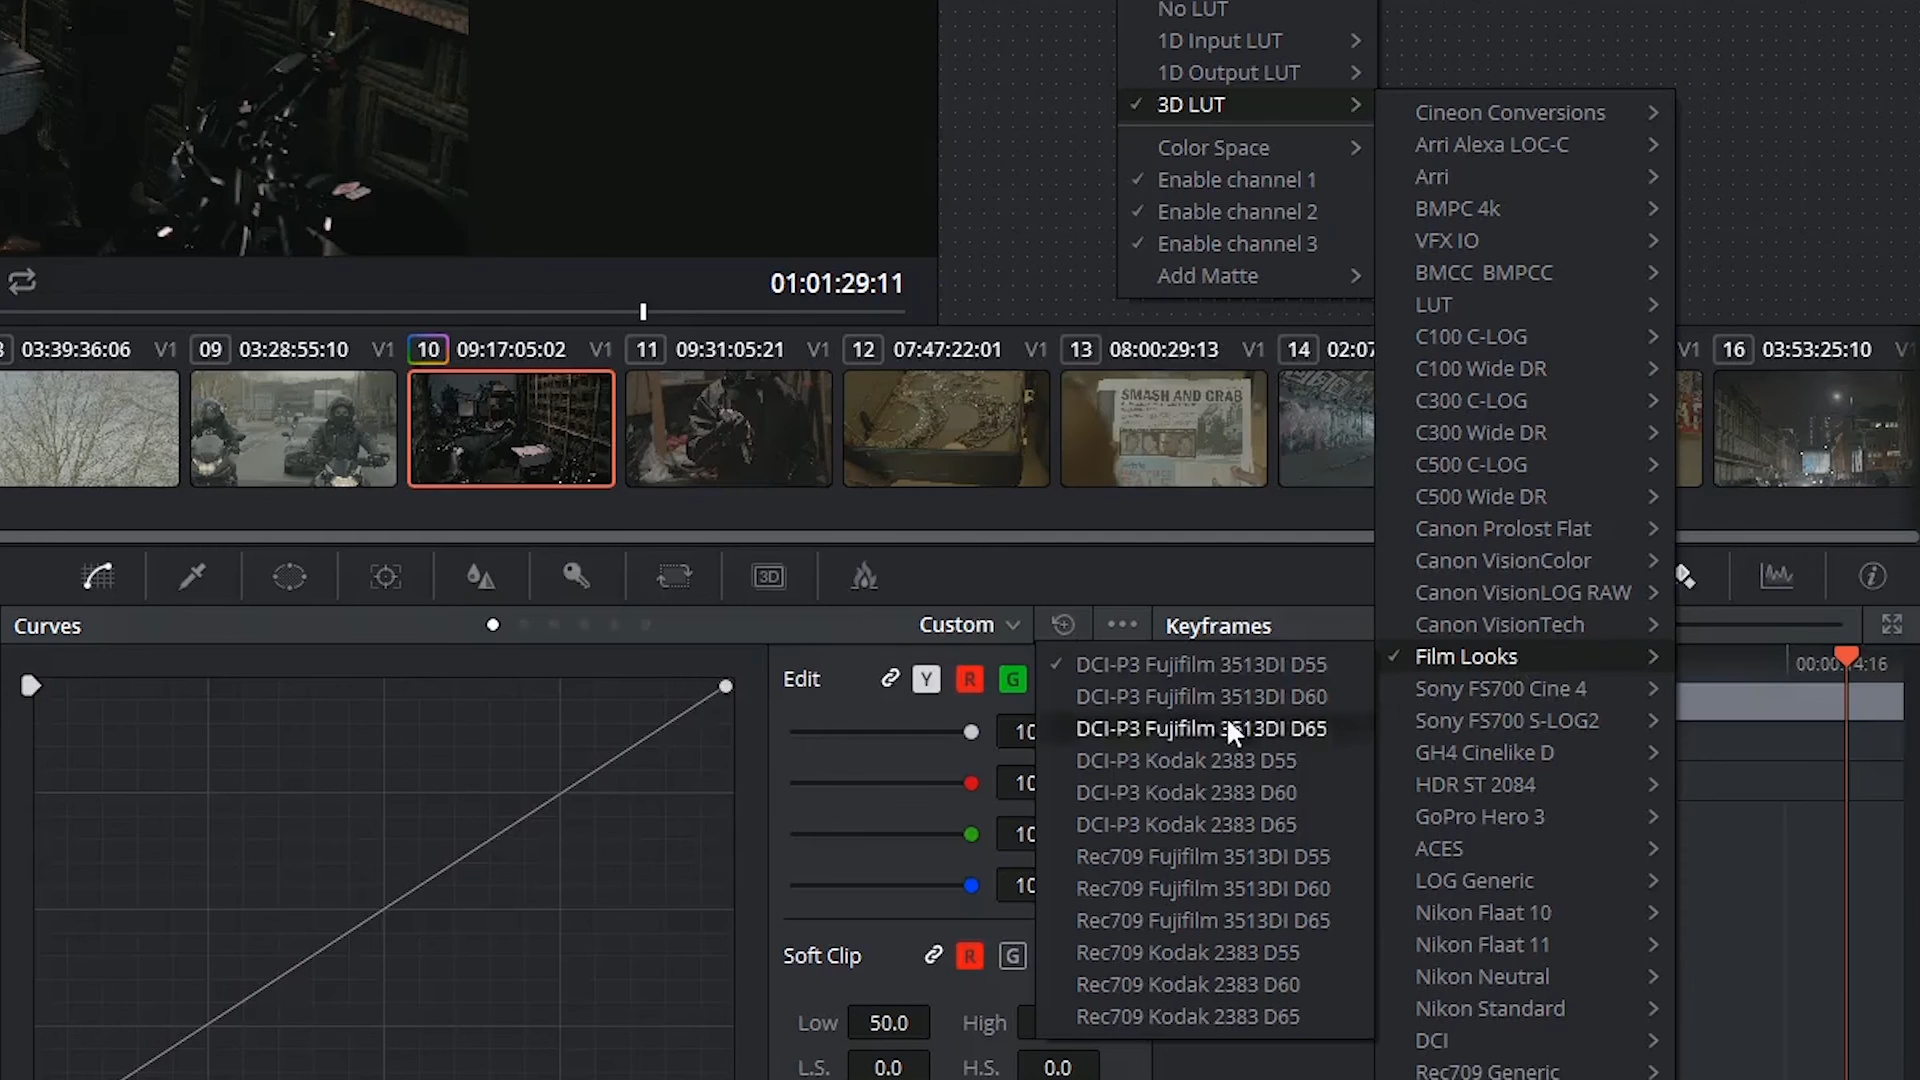 No LUT
1D Input LUT
1D Output LUT
3D LUT
Color Space
Enable channel 1
Enable channel 2
Enable channel 3
Add Matte
Cineon Conversions
Arri Alexa LOC-C
Arri
BMPC 4k
VFX IO
BMCC BMPCC
LUT
C100 C-LOG
C100 Wide DR
C300 C-LOG
C300 Wide DR
C500 C-LOG
C500 Wide DR
Canon Prolost Flat
Canon VisionColor
Canon VisionLOG RAW
Canon VisionTech
Film Looks
Sony FS700 Cine 4
Sony FS700 S-LOG2
GH4 Cinelike D
HDR ST 2084
GoPro Hero 3
ACES
LOG Generic
Nikon Flaat 10
Nikon Flaat 11
Nikon Neutral
Nikon Standard
DCI
Rec709 Generic
01:01:29:11
03:39:36:06 V1 09 03:28:55:10 V1 10 09:17:05:02 V1 11 09:31:05:21 V1 12 07:47:22:01 V1 13 08:00:29:13 V1 14 02:07 V1 16 03:53:25:10 V
SMASH AND GRAB
3D
Curves
Custom
Keyframes
00:00 4:16
Edit Y R G
10
10
10
10
DCI-P3 Fujifilm 3513DI D55
DCI-P3 Fujifilm 3513DI D60
DCI-P3 Fujifilm 3513DI D65
DCI-P3 Kodak 2383 D55
DCI-P3 Kodak 2383 D60
DCI-P3 Kodak 2383 D65
Rec709 Fujifilm 3513DI D55
Rec709 Fujifilm 3513DI D60
Rec709 Fujifilm 3513DI D65
Rec709 Kodak 2383 D55
Rec709 Kodak 2383 D60
Rec709 Kodak 2383 D65
Soft Clip R G
Low 50.0 High
L.S. 0.0 H.S. 0.0